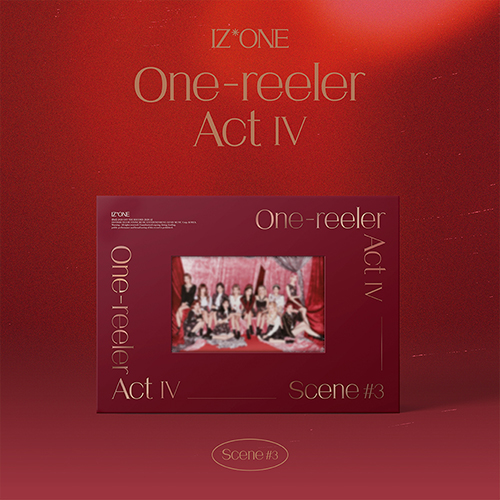 IZ*ONE
One-reeler
Act IV
IZ*ONE
One-reeler
Act IV
One-reeler
Act IV
Scene #3
Scene #3